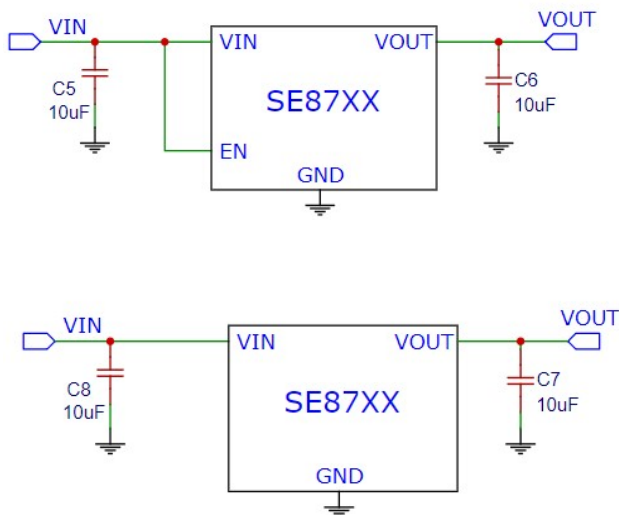 VIN
VOUT
VIN
VOUT
C5
10uF
SE87XX
C6
10uF
EN
GND
VIN
VOUT
VIN
VOUT
C8
10uF
SE87XX
C7
10uF
GND